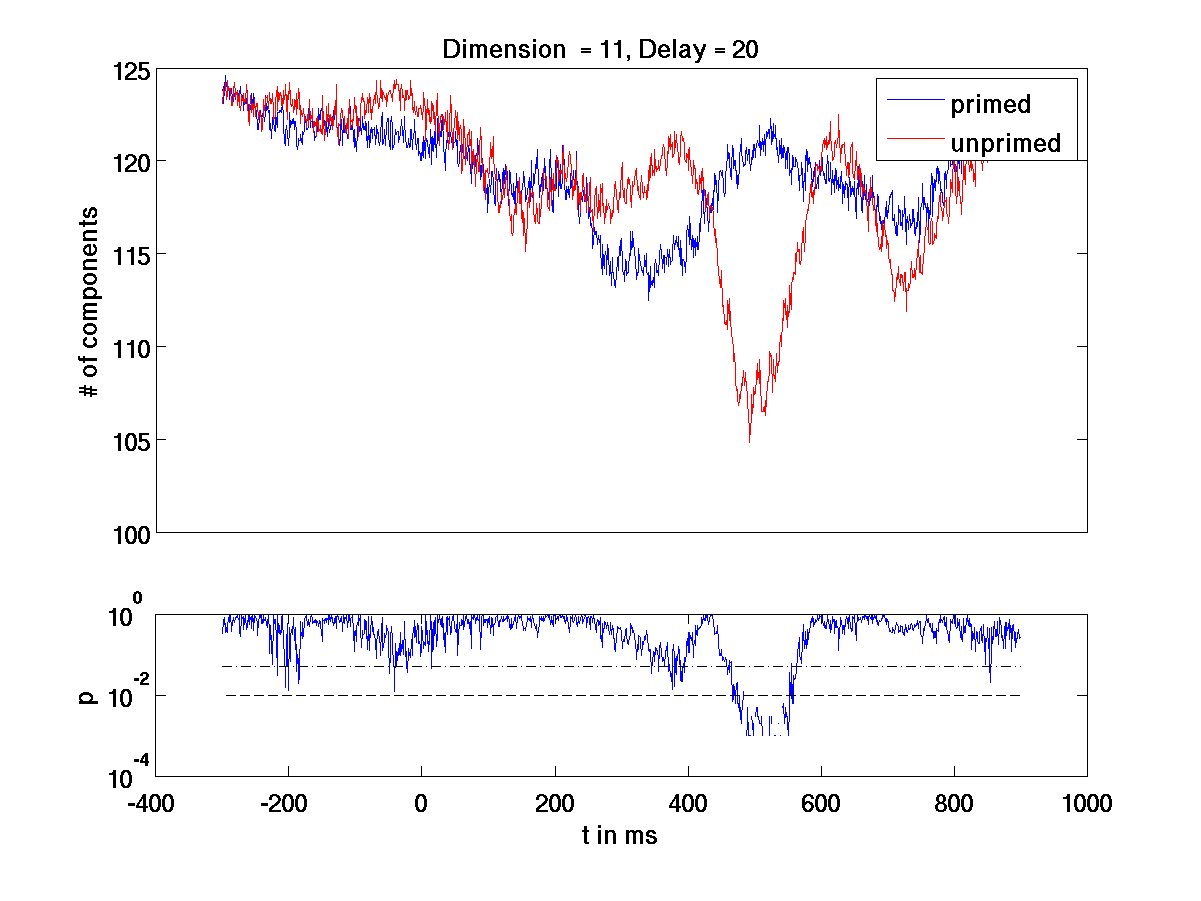 Dimension = 11, Delay = 20
125
120
115
110
105
100
# of components
primed
unprimed
10^0
10^-2
10^-4
p
-400 -200 0 200 400 600 800 1000
t in ms